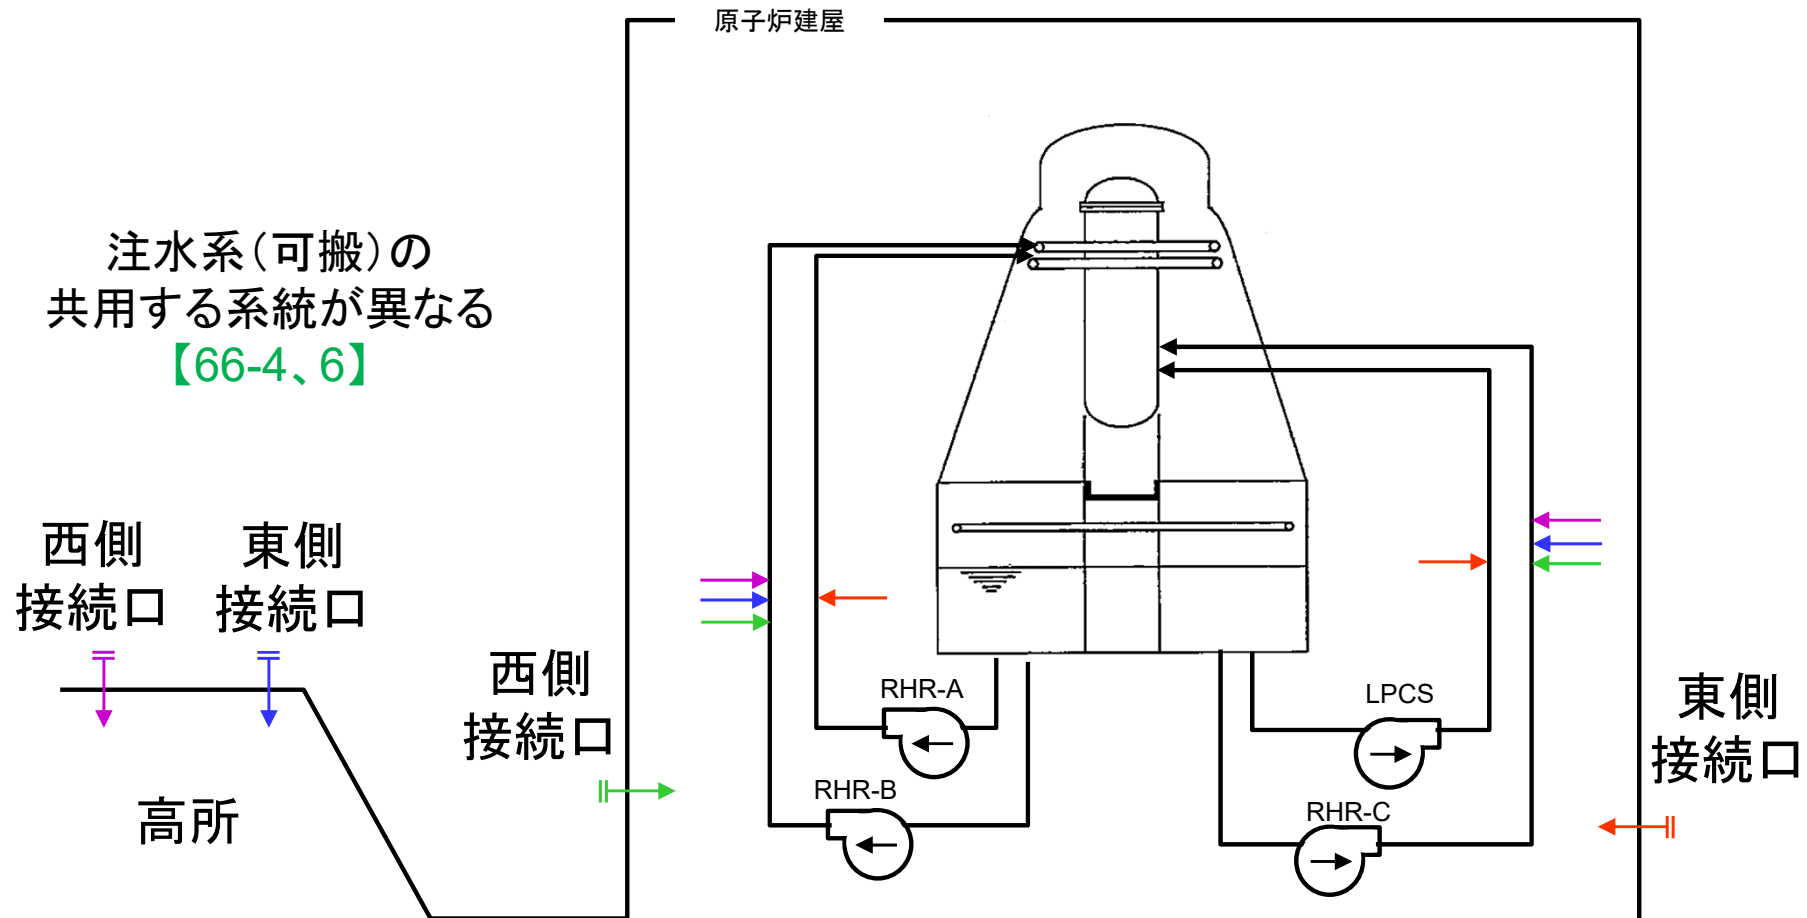 原子炉建屋
注水系(可搬)の
共用する系統が異なる
【66-4、6】
西側
接続口
東側
接続口
高所
西側
接続口
RHR-A
RHR-B
LPCS
RHR-C
東側
接続口